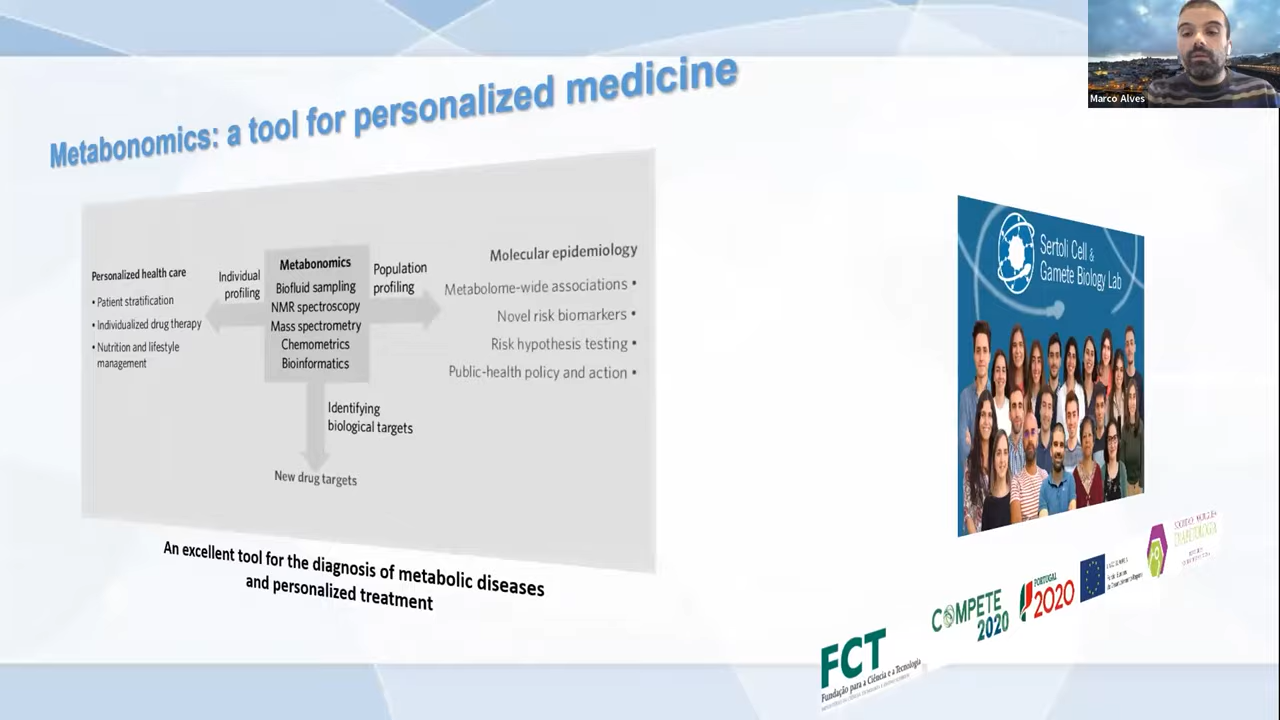 Metabonomics: a tool for personalized medicine
Marco Alves
Personalized health care
• Patient stratification
• Individualized drug therapy
• Nutrition and lifestyle
management
Individual
profiling
Metabonomics
Biofluid sampling
NMR spectroscopy
Mass spectrometry
Chemometrics
Bioinformatics
Population
profiling
Molecular epidemiology
Metabolome-wide associations •
Novel risk biomarkers •
Risk hypothesis testing •
Public-health policy and action •
Identifying
biological targets
New drug targets
An excellent tool for the diagnosis of metabolic diseases
and personalized treatment
Sertoli Cell &
Gamete Biology Lab
FCT
Fundação para a Ciência e a Tecnologia
COMPETE
2020
PORTUGAL
2020